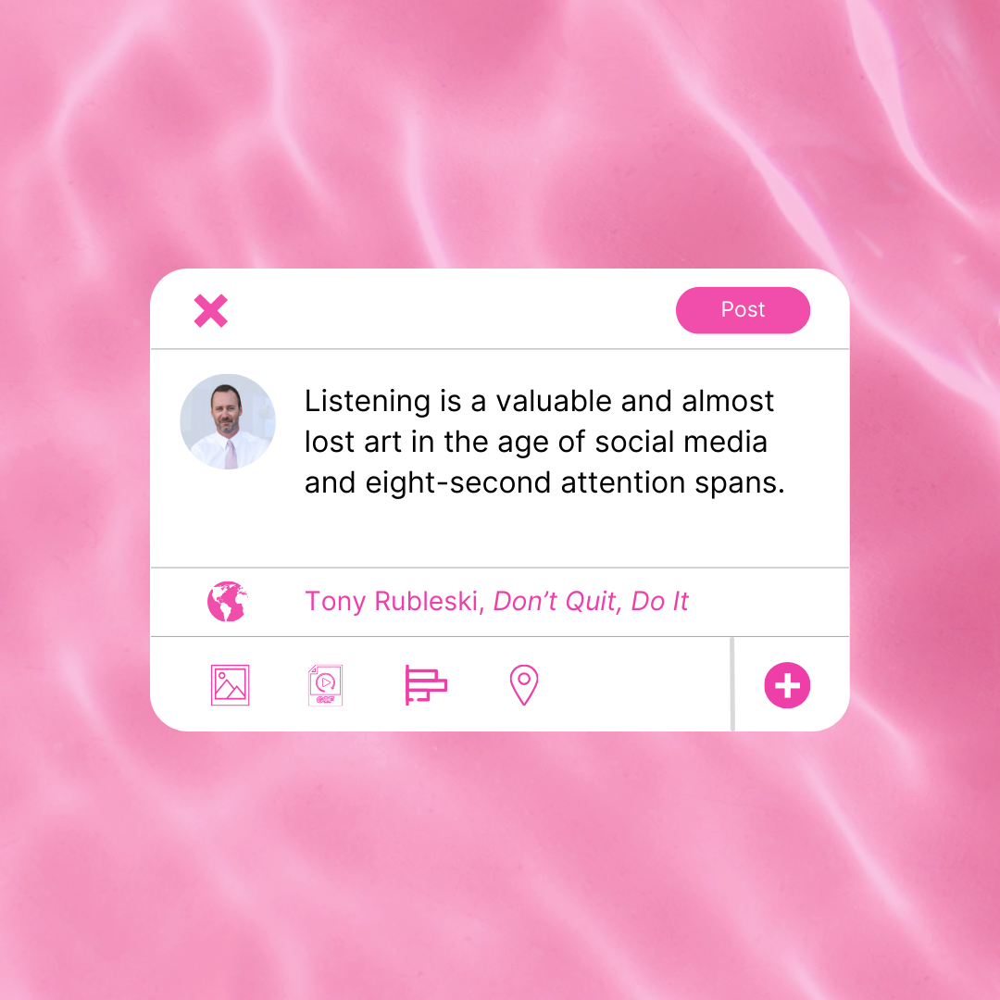 Post
Listening is a valuable and almost
lost art in the age of social media
and eight-second attention spans.
Tony Rubleski, Don’t Quit, Do It
GIF